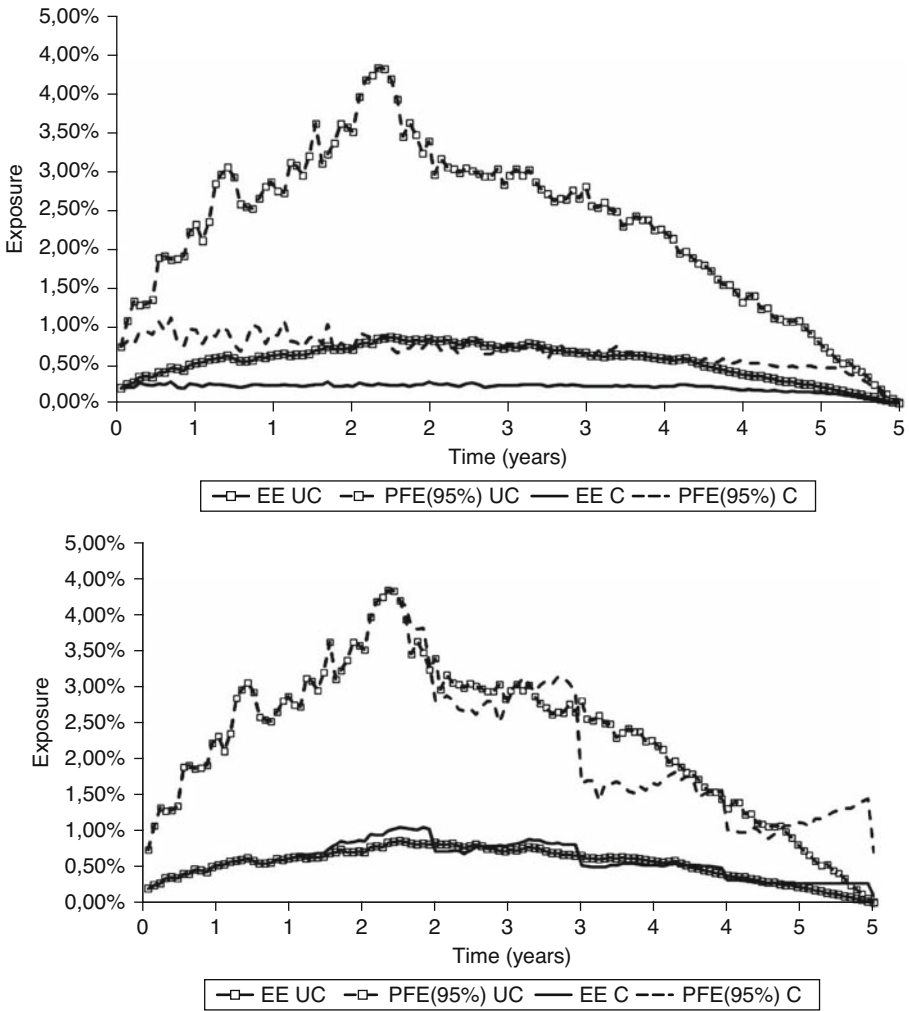 5,00%
4,00%
4,00%
3,50%
3,00%
2,50%
2,00%
1,50%
1,00%
0,50%
0,00%
Exposure
0 1 1 2 2 3 3 4 4 5 5
Time (years)
EE UC PFE(95%) UC EE C PFE(95%) C
5,00%
4,00%
4,00%
3,50%
3,00%
2,50%
2,00%
1,50%
1,00%
0,50%
0,00%
Exposure
0 1 1 2 2 3 3 4 4 5 5
Time (years)
EE UC PFE(95%) UC EE C PFE(95%) C